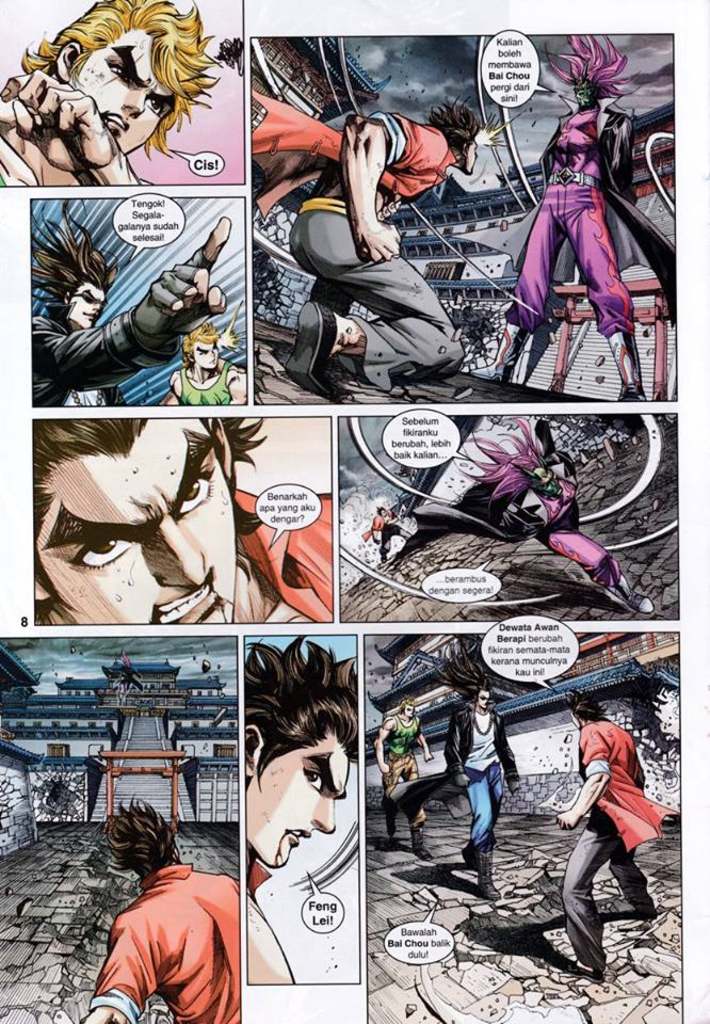 Cis!
Kalian
boleh
membawa
Bai Chou
pergi dari
sini!
Tengok!
Segala-
galanya sudah
selesai!
Benarkah
apa yang aku
dengar?
Sebelum
fikiranku
berubah, lebih
baik kalian...
...berambus
dengan segera!
8
Feng
Lei!
Dewata Awan
Berapi berubah
fikiran semata-mata
kerana munculnya
kau ini!
Bawalah
Bai Chou balik
dulu!